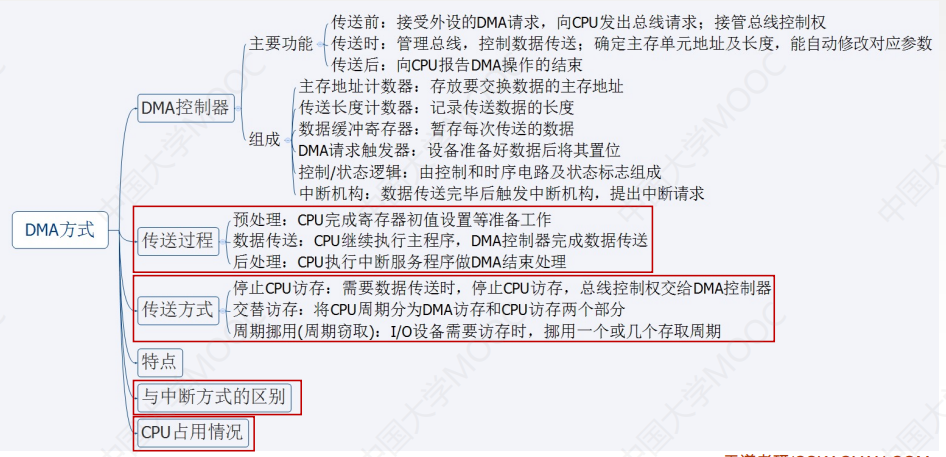 传送前：接受外设的DMA请求，向CPU发出总线请求；接管总线控制权
主要功能
传送时：管理总线，控制数据传送；确定主存单元地址及长度，能自动修改对应参数
传送后：向CPU报告DMA操作的结束
DMA控制器
主存地址计数器：存放要交换数据的主存地址
传送长度计数器：记录传送数据的长度
数据缓冲寄存器：暂存每次传送的数据
组成
DMA请求触发器：设备准备好数据后将其置位
控制/状态逻辑：由控制和时序电路及状态标志组成
中断机构：数据传送完毕后触发中断机构，提出中断请求
DMA方式
预处理：CPU完成寄存器初值设置等准备工作
传送过程
数据传送：CPU继续执行主程序，DMA控制器完成数据传送
后处理：CPU执行中断服务程序做DMA结束处理
停止CPU访存：需要数据传送时，停止CPU访存，总线控制权交给DMA控制器
传送方式
交替访存：将CPU周期分为DMA访存和CPU访存两个部分
周期挪用(周期窃取)：I/O设备需要访存时，挪用一个或几个存取周期
特点
与中断方式的区别
CPU占用情况
中国大学MOOC